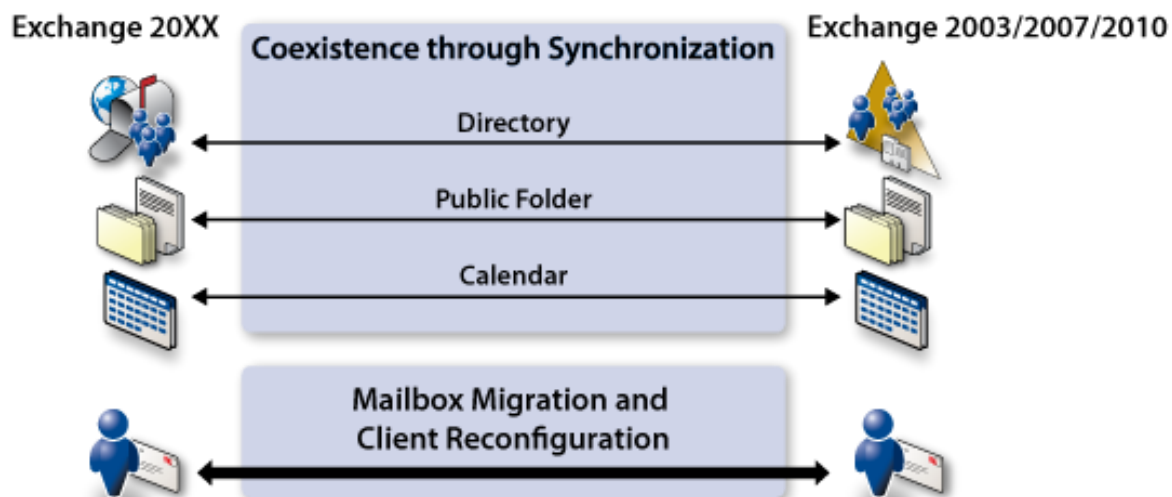 Exchange 20XX
Coexistence through Synchronization
Exchange 2003/2007/2010
Directory
Public Folder
Calendar
Mailbox Migration and
Client Reconfiguration